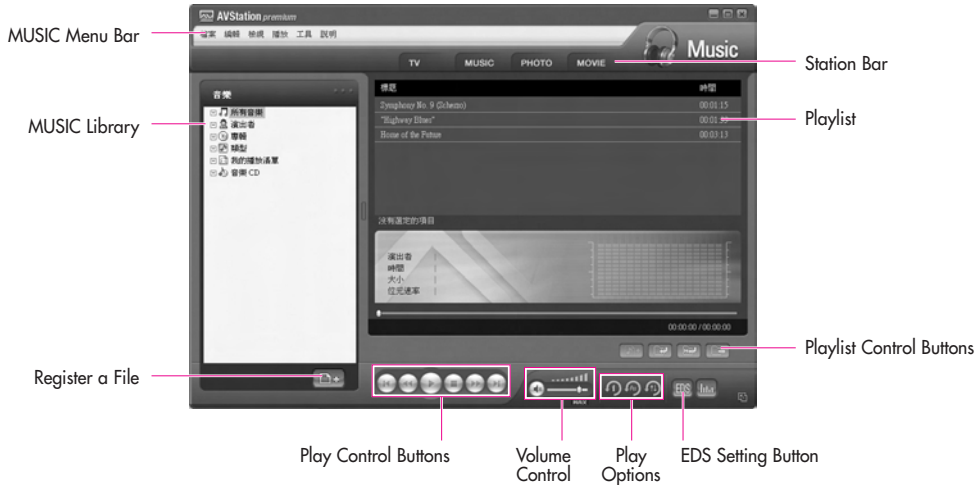 AVStation premium
檔案 編輯 檢視 播放 工具 說明
MUSIC Menu Bar
Music
TV MUSIC PHOTO MOVIE
Station Bar
音樂
標題 時間
所有音樂
2ymphony No. 9 (Scherzo) 00:01:15
MUSIC Library
演出者
"Highway Blues" 00:01:33
Playlist
專輯
Home of the Future 00:03:13
類型
我的播放清單
音樂 CD
沒有選定的項目
演出者
時間
大小
位元速率
00:00:00 / 00:00:00
Playlist Control Buttons
Register a File
MAX
EDS
Play Control Buttons
Volume Control
Play Options
EDS Setting Button